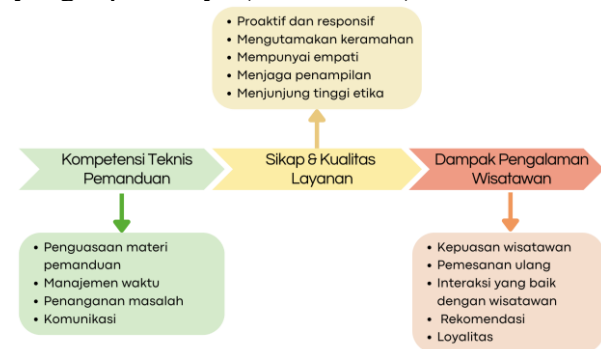 • Proaktif dan responsif
• Mengutamakan keramahan
• Mempunyai empati
• Menjaga penampilan
• Menjunjung tinggi etika
Kompetensi Teknis
Pemanduan
Sikap & Kualitas
Layanan
Dampak Pengalaman
Wisatawan
• Penguasaan materi
pemanduan
• Manajemen waktu
• Penanganan masalah
• Komunikasi
• Kepuasan wisatawan
• Pemesanan ulang
• Interaksi yang baik
dengan wisatawan
• Rekomendasi
• Loyalitas